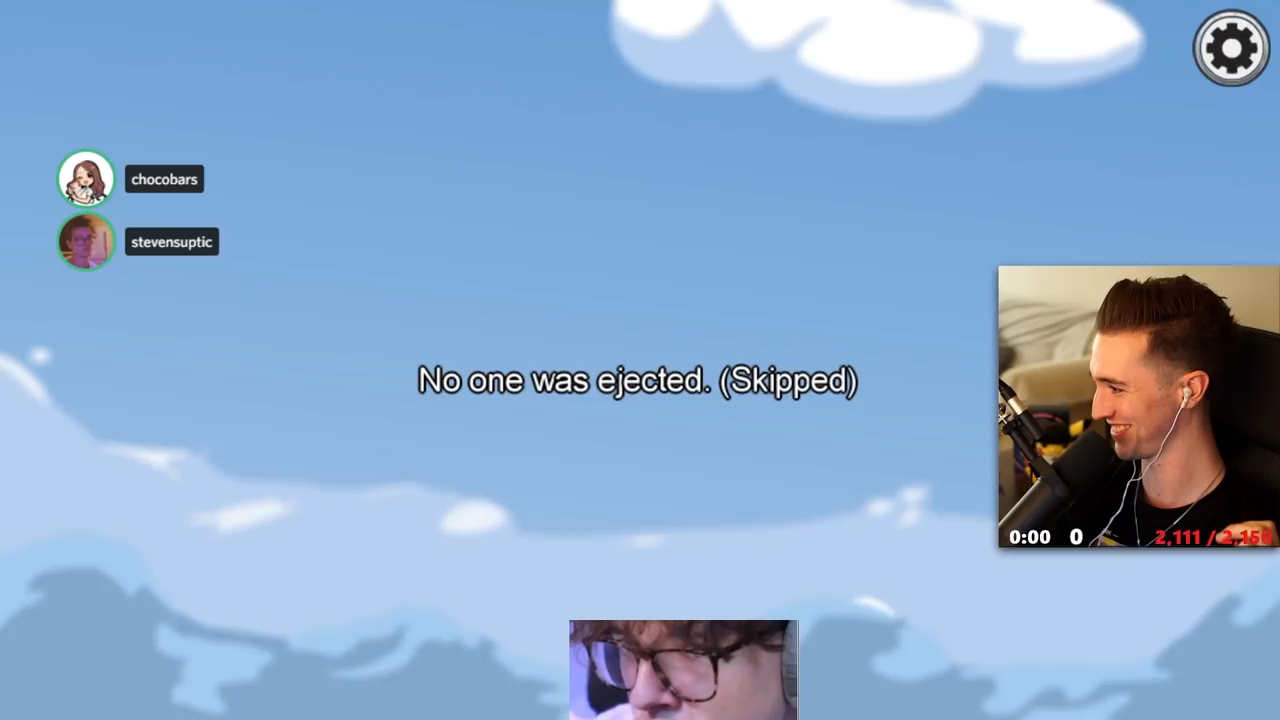 chocobars
stevensuptic
No one was ejected. (Skipped)
0:00 0 2,111 / 2,150